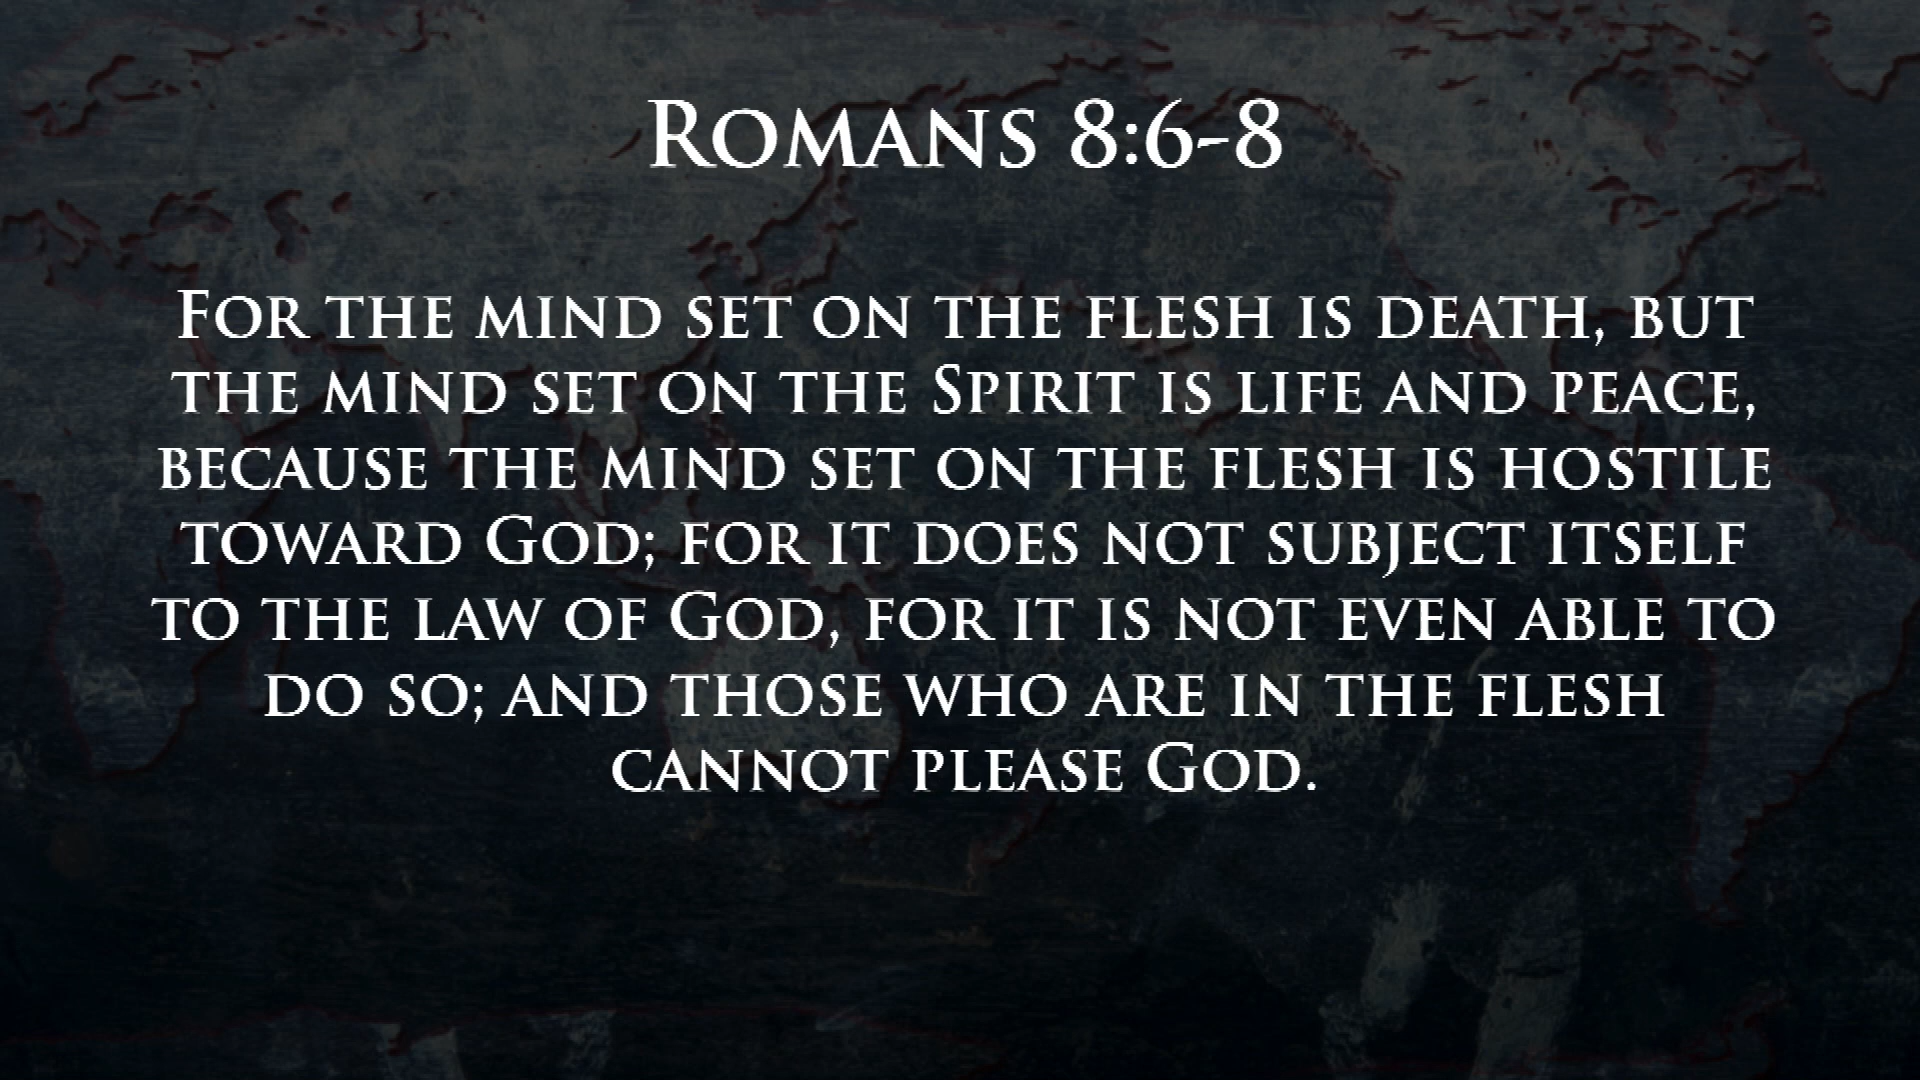 Romans 8:6-8
For the mind set on the flesh is death, but
the mind set on the Spirit is life and peace,
because the mind set on the flesh is hostile
toward God; for it does not subject itself
to the law of God, for it is not even able to
do so; and those who are in the flesh
cannot please God.